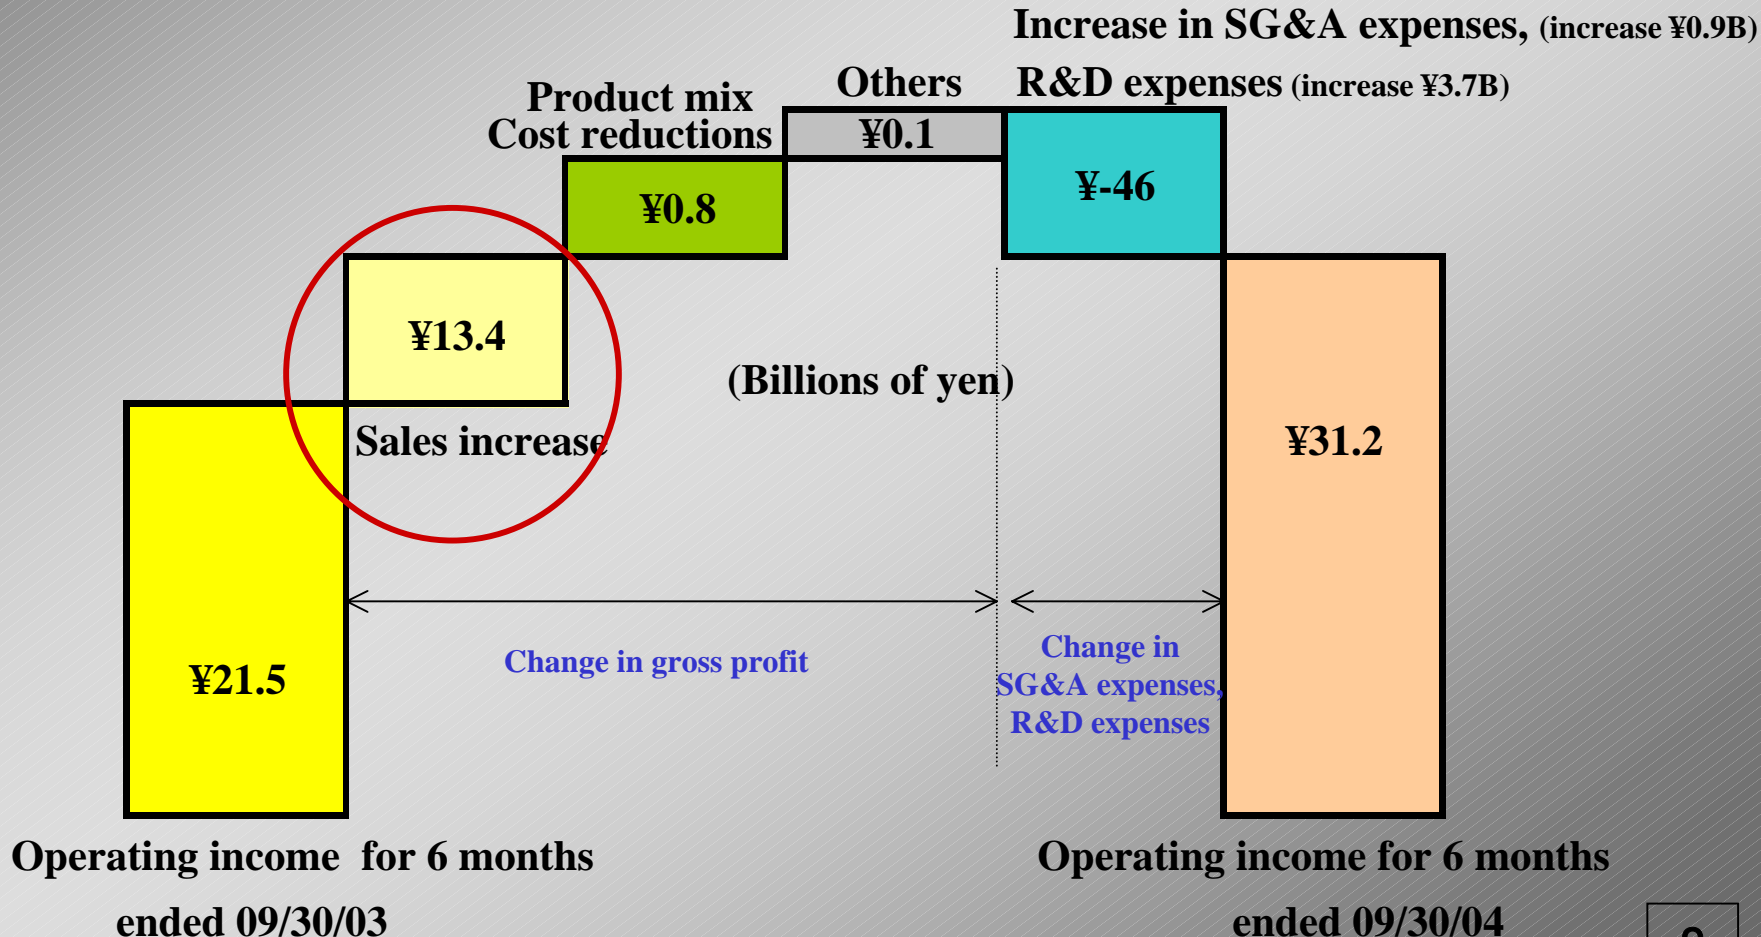 Increase in SG&A expenses, (increase ¥0.9B)
R&D expenses (increase ¥3.7B)
Others
Product mix
Cost reductions
¥0.1
¥-46
¥0.8
¥13.4
(Billions of yen)
Sales increase
¥31.2
Change in gross profit
Change in
SG&A expenses,
R&D expenses
¥21.5
Operating income for 6 months
ended 09/30/03
Operating income for 6 months
ended 09/30/04